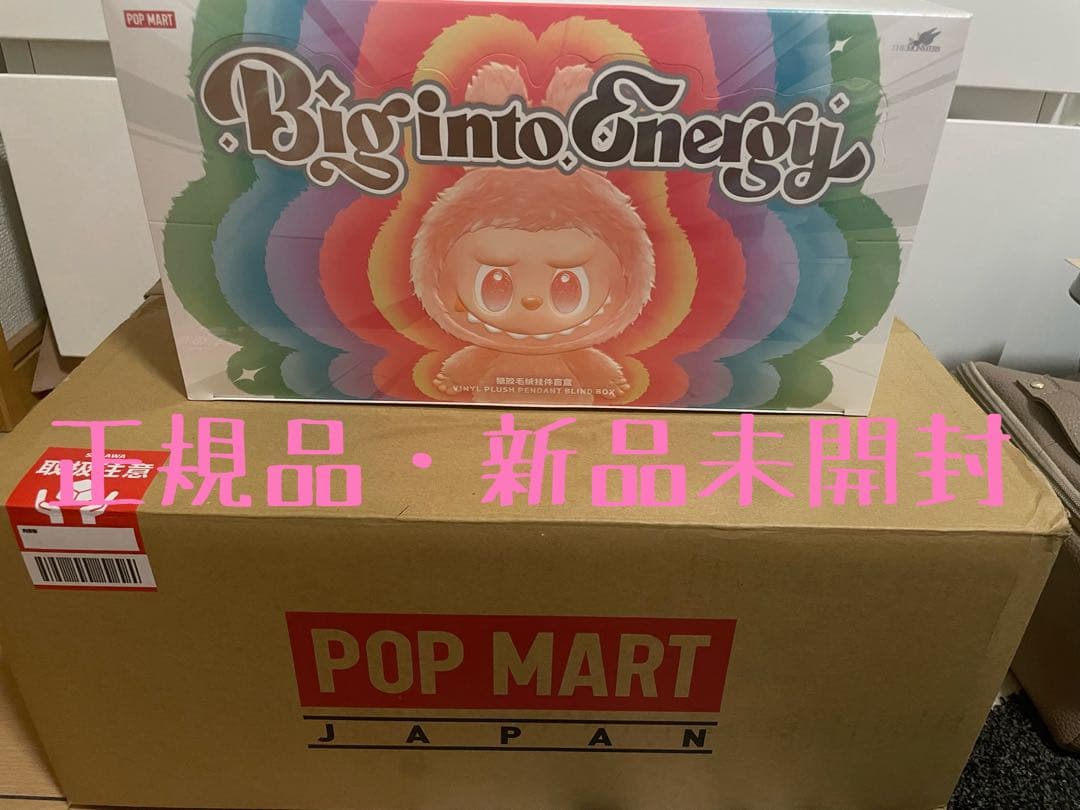 POP MART
THE MONSTERS
Big into Energy
搪胶毛绒挂件盲盒
VINYL PLUSH PENDANT BLIND BOX
正規品・新品未開封
取扱注意
POP MART
JAPAN